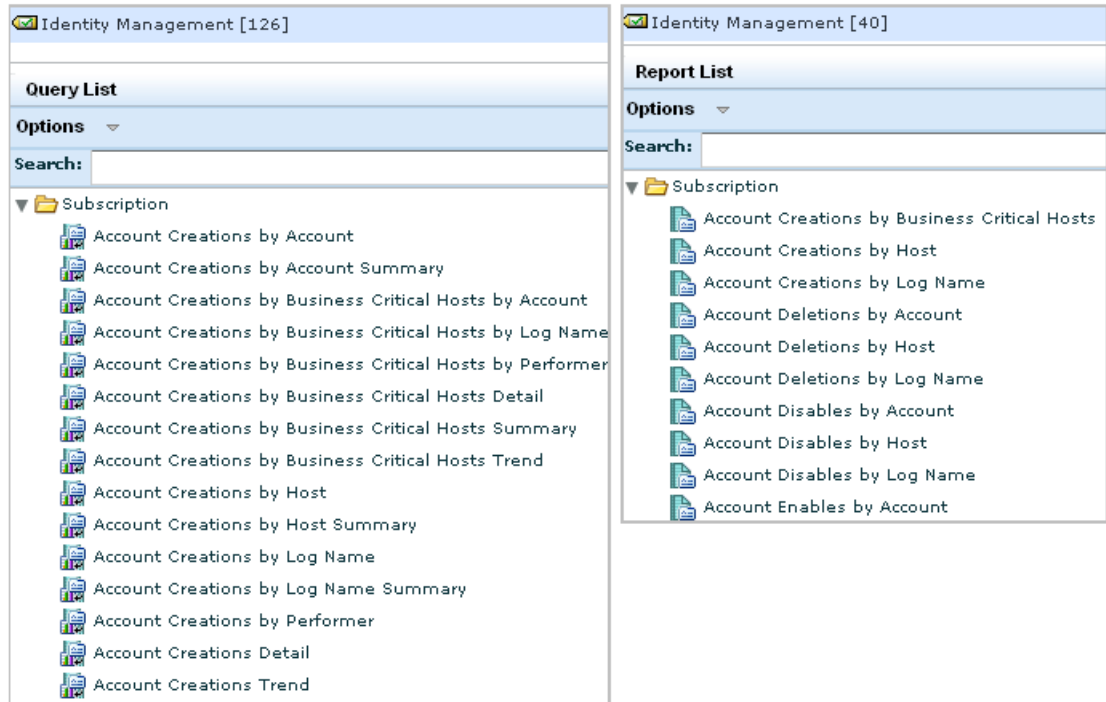 Identity Management [126]
Query List
Options
Search:
Subscription
Account Creations by Account
Account Creations by Account Summary
Account Creations by Business Critical Hosts by Account
Account Creations by Business Critical Hosts by Log Name
Account Creations by Business Critical Hosts by Performer
Account Creations by Business Critical Hosts Detail
Account Creations by Business Critical Hosts Summary
Account Creations by Business Critical Hosts Trend
Account Creations by Host
Account Creations by Host Summary
Account Creations by Log Name
Account Creations by Log Name Summary
Account Creations by Performer
Account Creations Detail
Account Creations Trend
Identity Management [40]
Report List
Options
Search:
Subscription
Account Creations by Business Critical Hosts
Account Creations by Host
Account Creations by Log Name
Account Deletions by Account
Account Deletions by Host
Account Deletions by Log Name
Account Disables by Account
Account Disables by Host
Account Disables by Log Name
Account Enables by Account